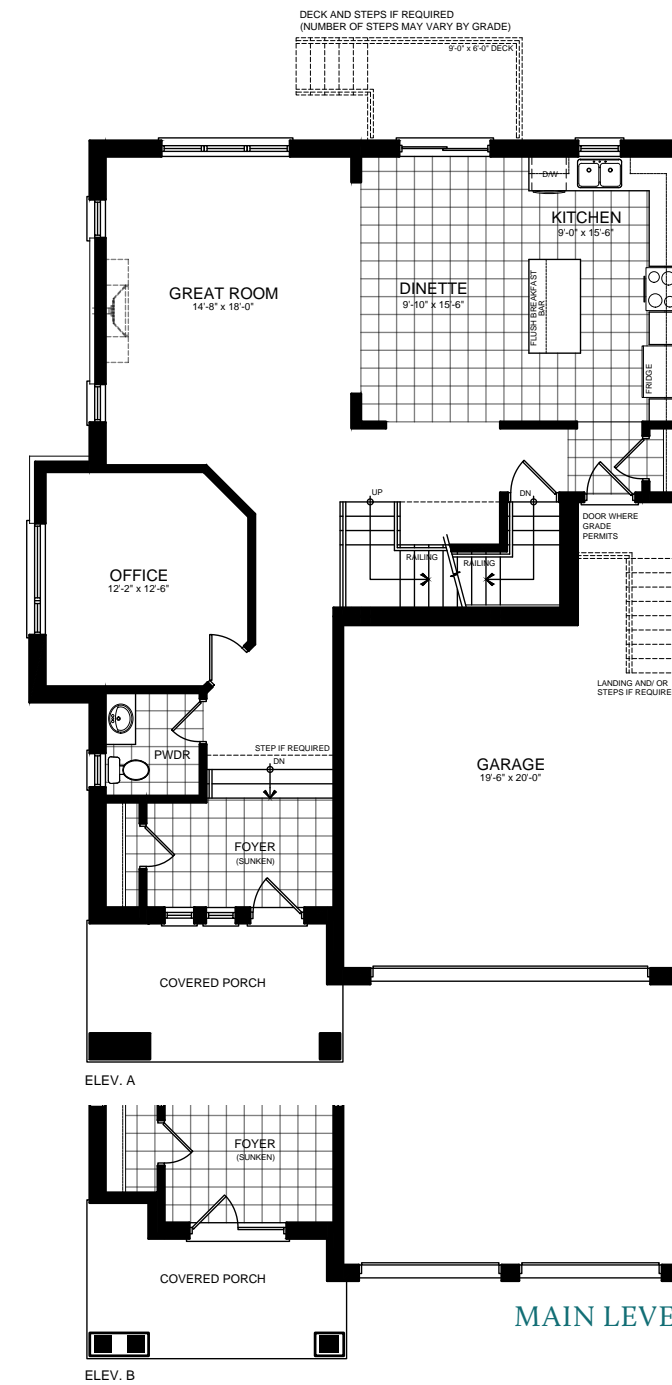 DECK AND STEPS IF REQUIRED
(NUMBER OF STEPS MAY VARY BY GRADE)
9'-0" x 6'-0" DECK
D/W
KITCHEN
9'-0" x 15'-6"
GREAT ROOM
14'-8" x 18'-0"
DINETTE
9'-10" x 15'-6"
FLUSH BREAKFAST
BAR
FRIDGE
UP
DN
DOOR WHERE
GRADE
PERMITS
RAILING
RAILING
OFFICE
12'-2" x 12'-6"
LANDING AND/ OR
STEPS IF REQUIRE
PWDR
STEP IF REQUIRED
DN
GARAGE
19'-6" x 20'-0"
FOYER
(SUNKEN)
COVERED PORCH
ELEV. A
FOYER
(SUNKEN)
COVERED PORCH
MAIN LEVE
ELEV. B